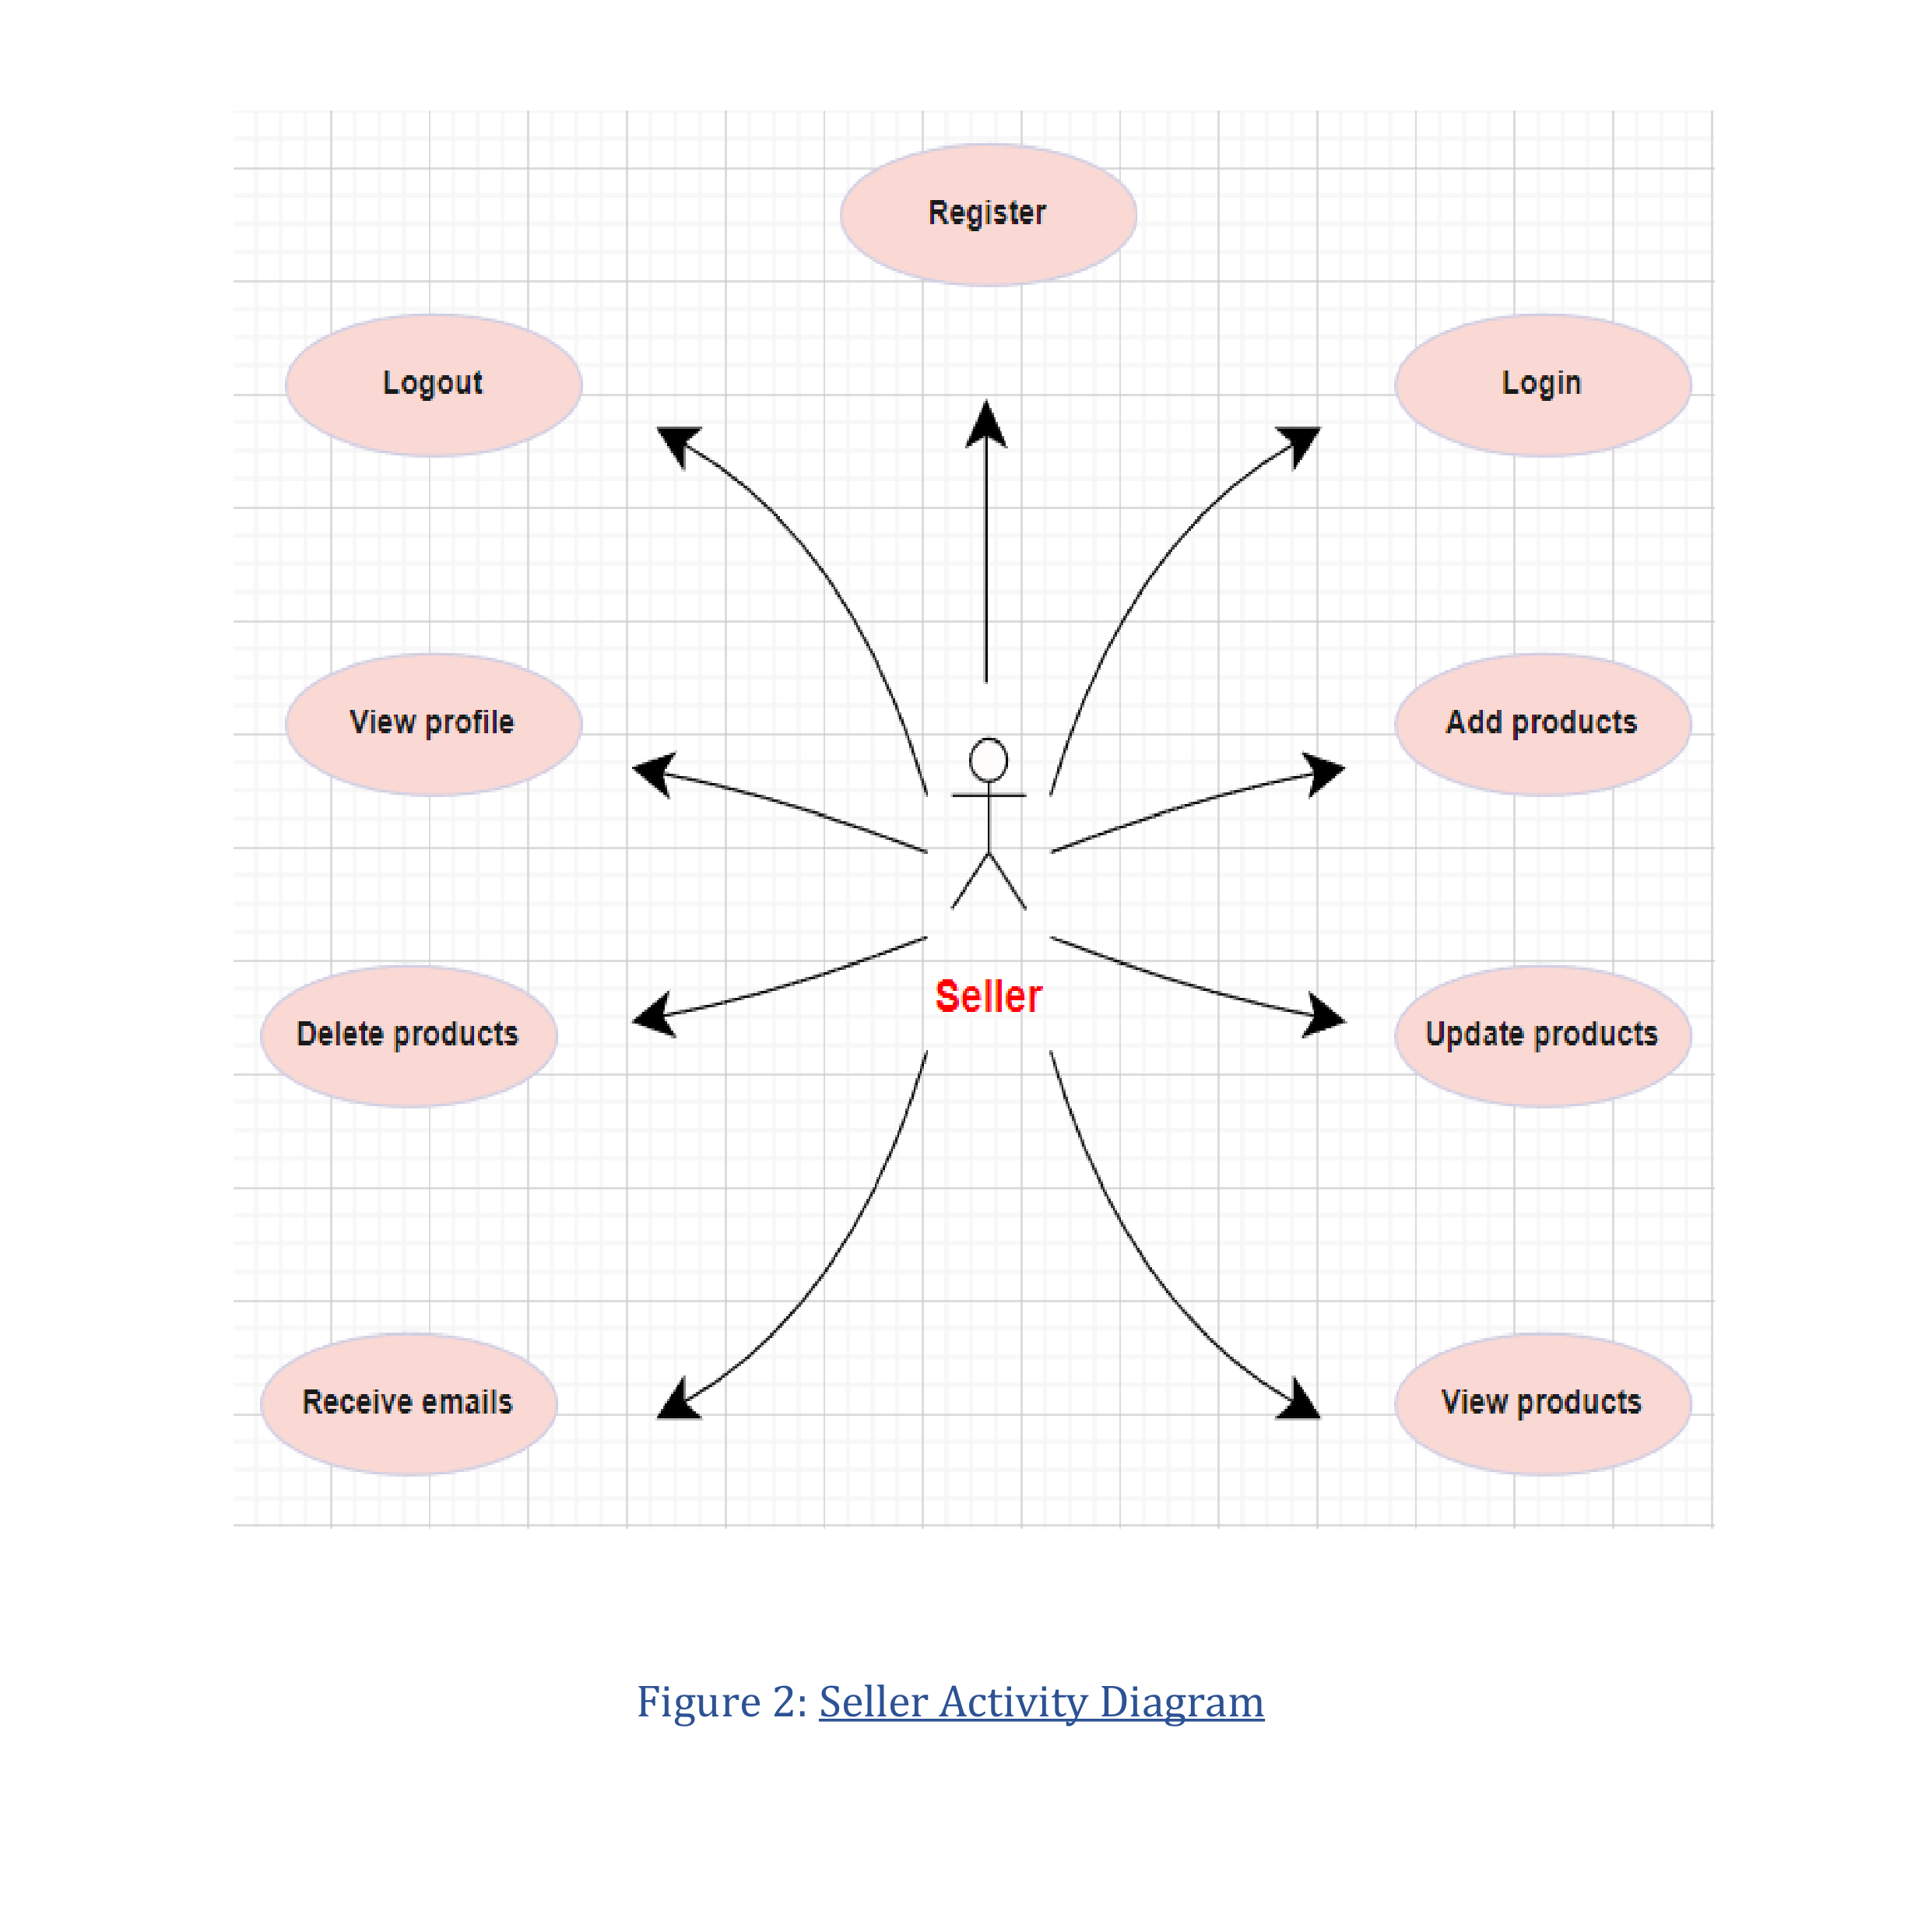 Register
Logout
Login
View profile
Add products
Seller
Delete products
Update products
Receive emails
View products
Figure 2: Seller Activity Diagram